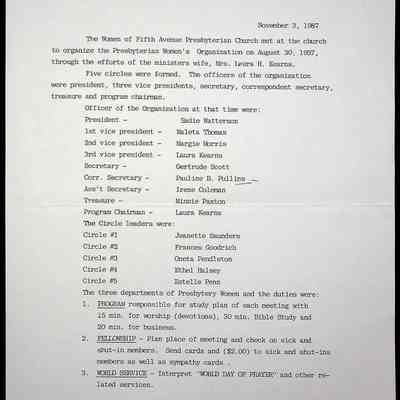 November 3, 1987
The Women of Fifth Avenue Presbyterian Church met at the church
to organize the Presbyterian Women's Organization on August 30, 1957,
through the efforts of the ministers wife, Mrs. Laura H. Kearns.
Five circles were formed. The officers of the organization
were president, three vice presidents, secretary, correspondent secretary,
treasure and program chairman.
Officer of the Organization at that time were:
President - Sadie Watterson
1st vice president - Naleta Thomas
2nd vice president - Margie Norris
3rd vice president - Laura Kearns
Secretary - Gertrude Scott
Corr. Secretary - Pauline B. Pullins
Ass't Secretary - Irene Coleman
Treasure - Minnie Paxton
Program Chairman - Laura Kearns
The Circle leaders were:
Circle #1 Jeanette Saunders
Circle #2 Frances Goodrich
Circle #3 Oneta Pendleton
Circle #4 Ethel Halsey
Circle #5 Estelle Penn
The three departments of Presbytery Women and the duties were:
1. PROGRAM responsible for study plan of each meeting with
15 min. for worship (devotions), 30 min. Bible Study and
20 min. for business.
2. FELLOWSHIP - Plan place of meeting and check on sick and
shut-in members. Send cards and ($2.00) to sick and shut-ins
members as well as sympathy cards .
3. WORLD SERVICE - Interpret "WORLD DAY OF PRAYER" and other re-
lated services.